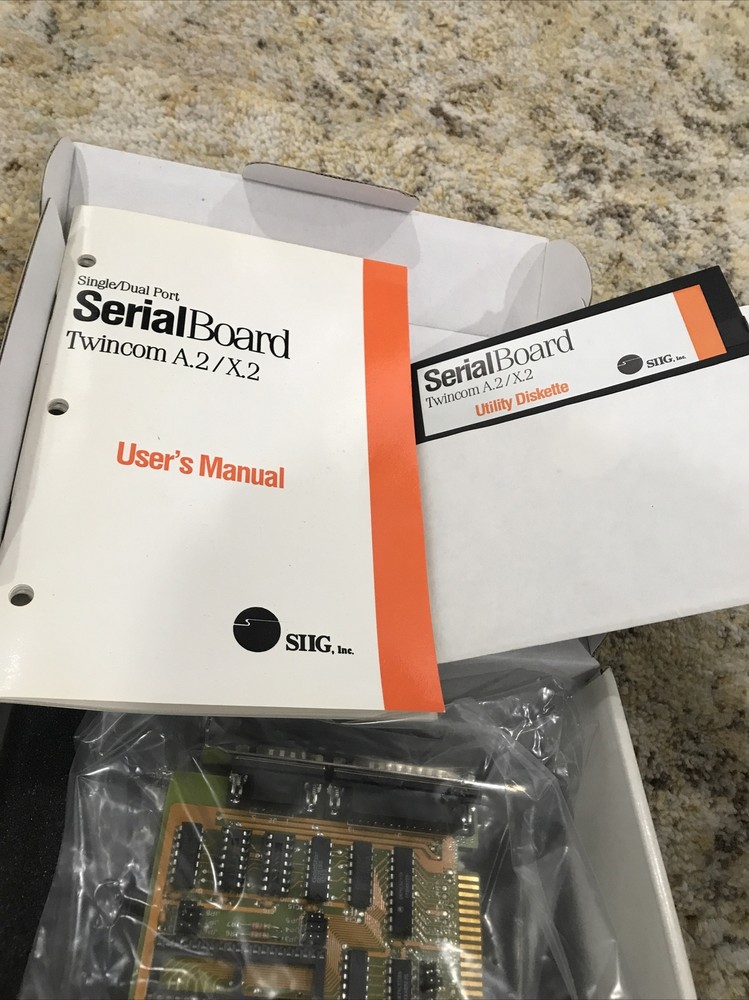 Single/Dual Port
SerialBoard
Twincom A.2/X.2
User's Manual
SIIG, Inc.
SerialBoard
Twincom A.2/X.2
Utility Diskette
SIIG, Inc.